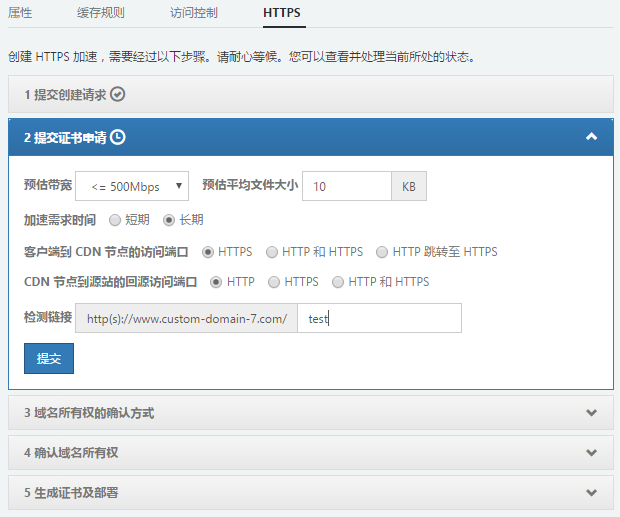 属性 缓存规则 访问控制 HTTPS
创建 HTTPS 加速，需要经过以下步骤。请耐心等候。您可以查看并处理当前所处的状态。
1 提交创建请求
2 提交证书申请
预估带宽 <= 500Mbps 预估平均文件大小 10 KB
加速需求时间 短期 长期
客户端到 CDN 节点的访问端口 HTTPS HTTP 和 HTTPS HTTP 跳转至 HTTPS
CDN 节点到源站的回源访问端口 HTTP HTTPS HTTP 和 HTTPS
检测链接 http(s)://www.custom-domain-7.com/ test
提交
3 域名所有权的确认方式
4 确认域名所有权
5 生成证书及部署